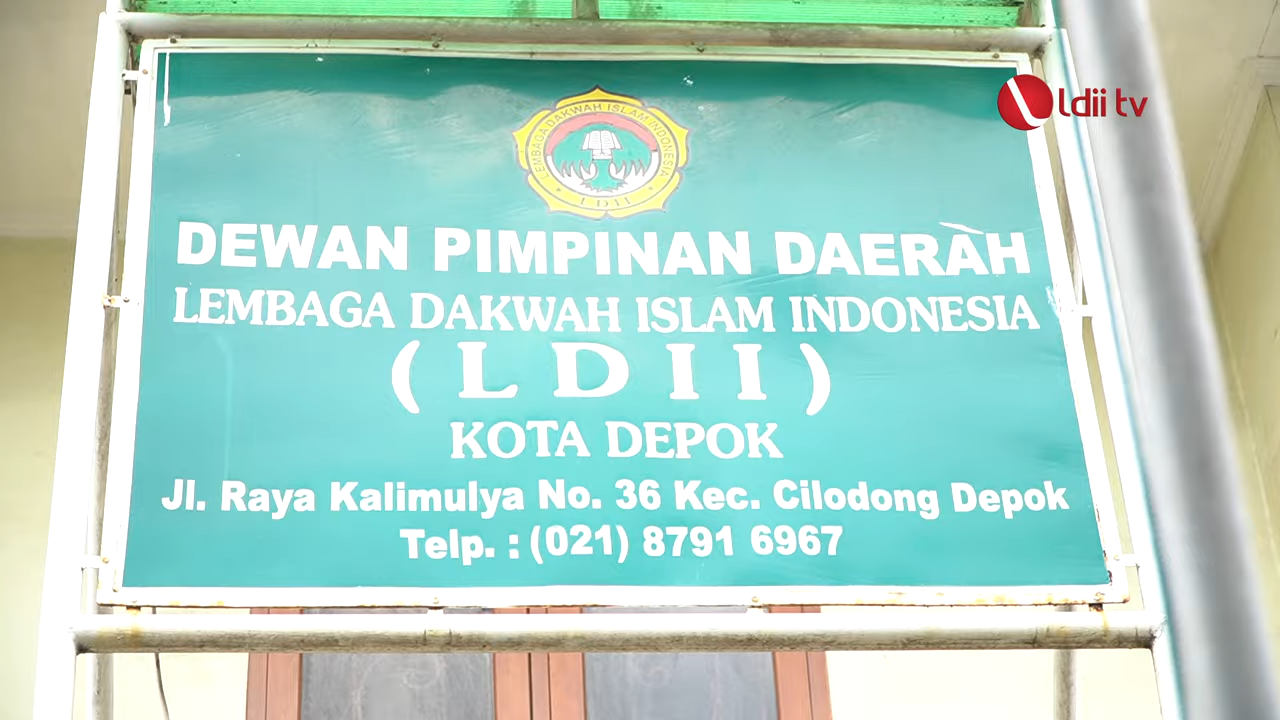 ldii tv
LEMBAGA DAKWAH ISLAM INDONESIA
LDII
DEWAN PIMPINAN DAERAH
LEMBAGA DAKWAH ISLAM INDONESIA
( L D I I )
KOTA DEPOK
Jl. Raya Kalimulya No. 36 Kec. Cilodong Depok
Telp. : (021) 8791 6967